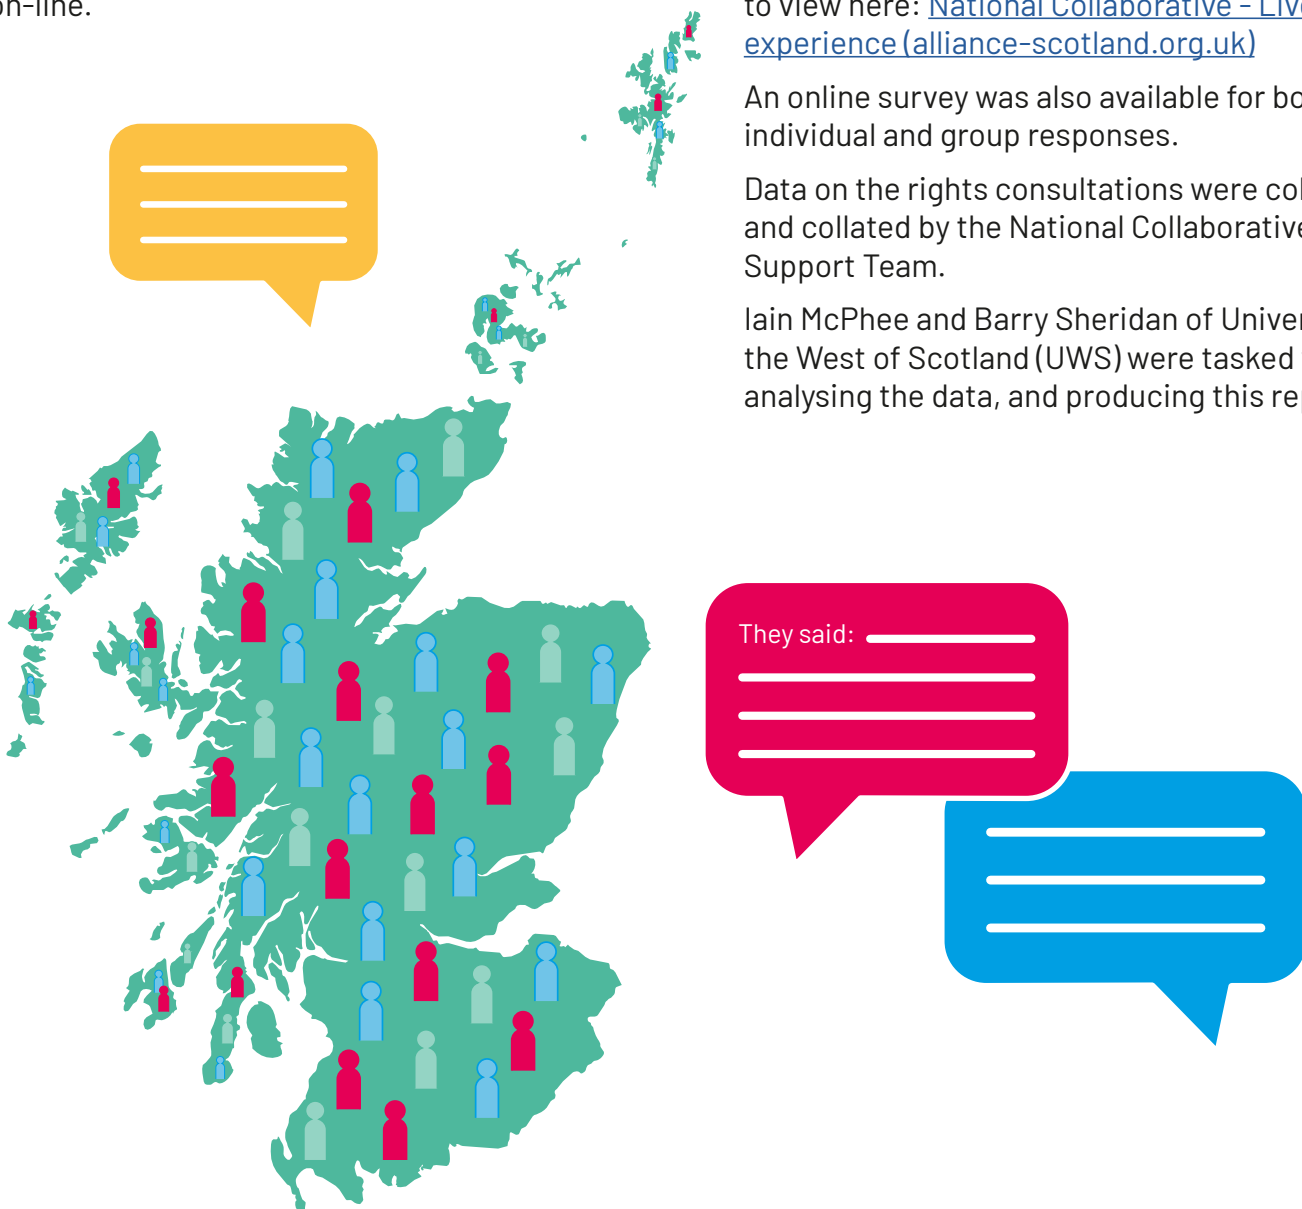 on-line.
to view here: National Collaborative - Live
experience (alliance-scotland.org.uk)
An online survey was also available for bo
individual and group responses.
Data on the rights consultations were col
and collated by the National Collaborative
Support Team.
Iain McPhee and Barry Sheridan of Univer
the West of Scotland (UWS) were tasked
analysing the data, and producing this rep
They said: